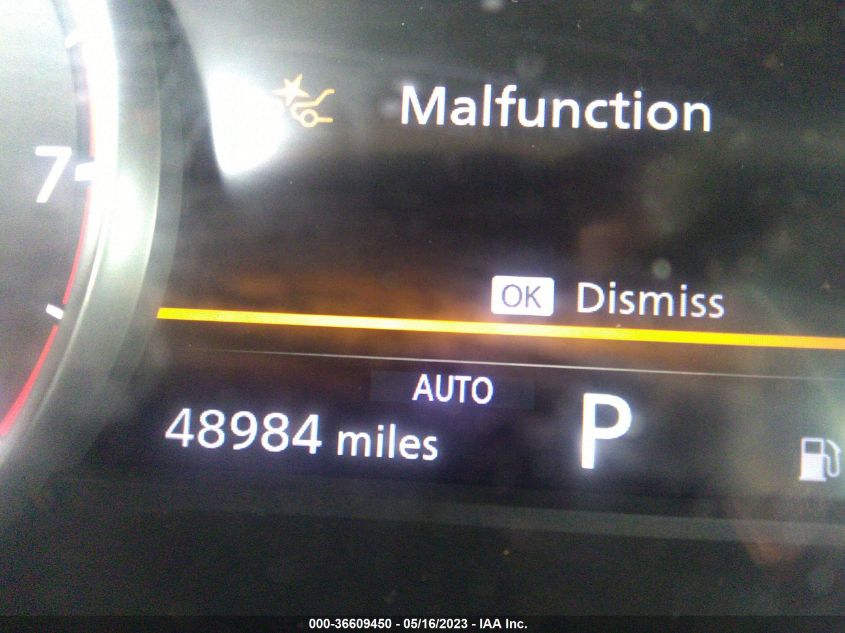 Malfunction
7
OK Dismiss
AUTO
48984 miles P
000-36609450 - 05/16/2023 - IAA Inc.